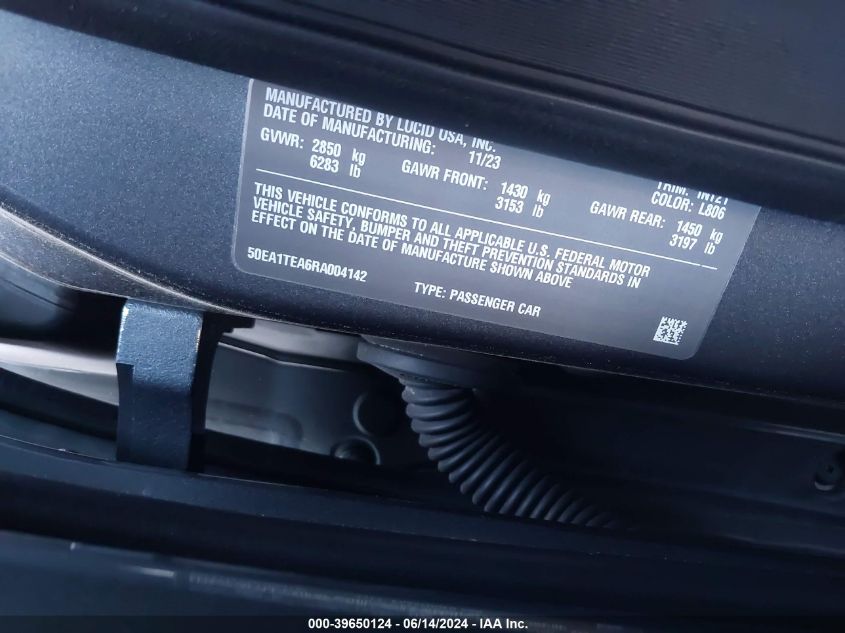 MANUFACTURED BY LUCID USA, INC.
DATE OF MANUFACTURING: 11/23
TRIM: INT21
COLOR: L806
GVWR: 2850 kg
6283 lb
GAWR FRONT: 1430 kg
3153 lb
GAWR REAR: 1450 kg
3197 lb
THIS VEHICLE CONFORMS TO ALL APPLICABLE U.S. FEDERAL MOTOR
VEHICLE SAFETY, BUMPER AND THEFT PREVENTION STANDARDS IN
EFFECT ON THE DATE OF MANUFACTURE SHOWN ABOVE
50EA1TEA6RA004142
TYPE: PASSENGER CAR
000-39650124 - 06/14/2024 - IAA Inc.